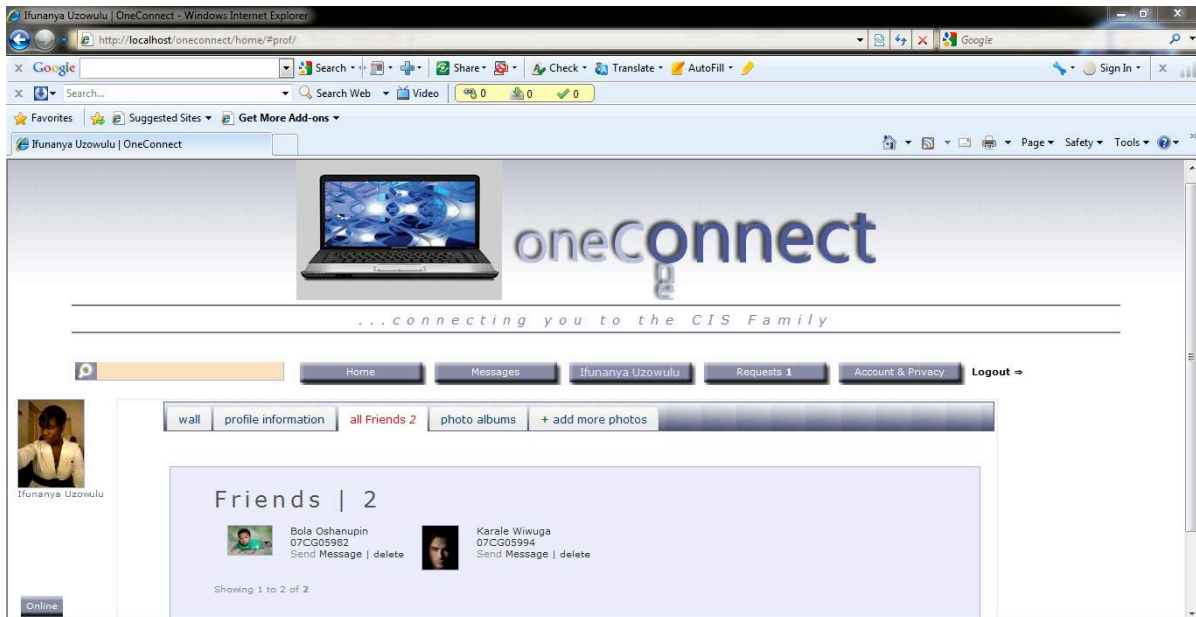 Ifunanya Uzowulu | OneConnect - Windows Internet Explorer
http://localhost/oneconnect/home/#prof/
Google
x Google Search Share Check Translate AutoFill Sign In x
x Search... Search Web Video 0 0 0
Favorites Suggested Sites Get More Add-ons
Ifunanya Uzowulu | OneConnect Page Safety Tools
oneConnect
ne
...connecting you to the CIS Family
Home Messages Ifunanya Uzowulu Requests 1 Account & Privacy Logout ⇒
wall profile information all Friends 2 photo albums + add more photos
Ifunanya Uzowulu
Friends | 2
Bola Oshanupin
07CG05982
Send Message | delete
Karale Wiwuga
07CG05994
Send Message | delete
Showing 1 to 2 of 2
Online